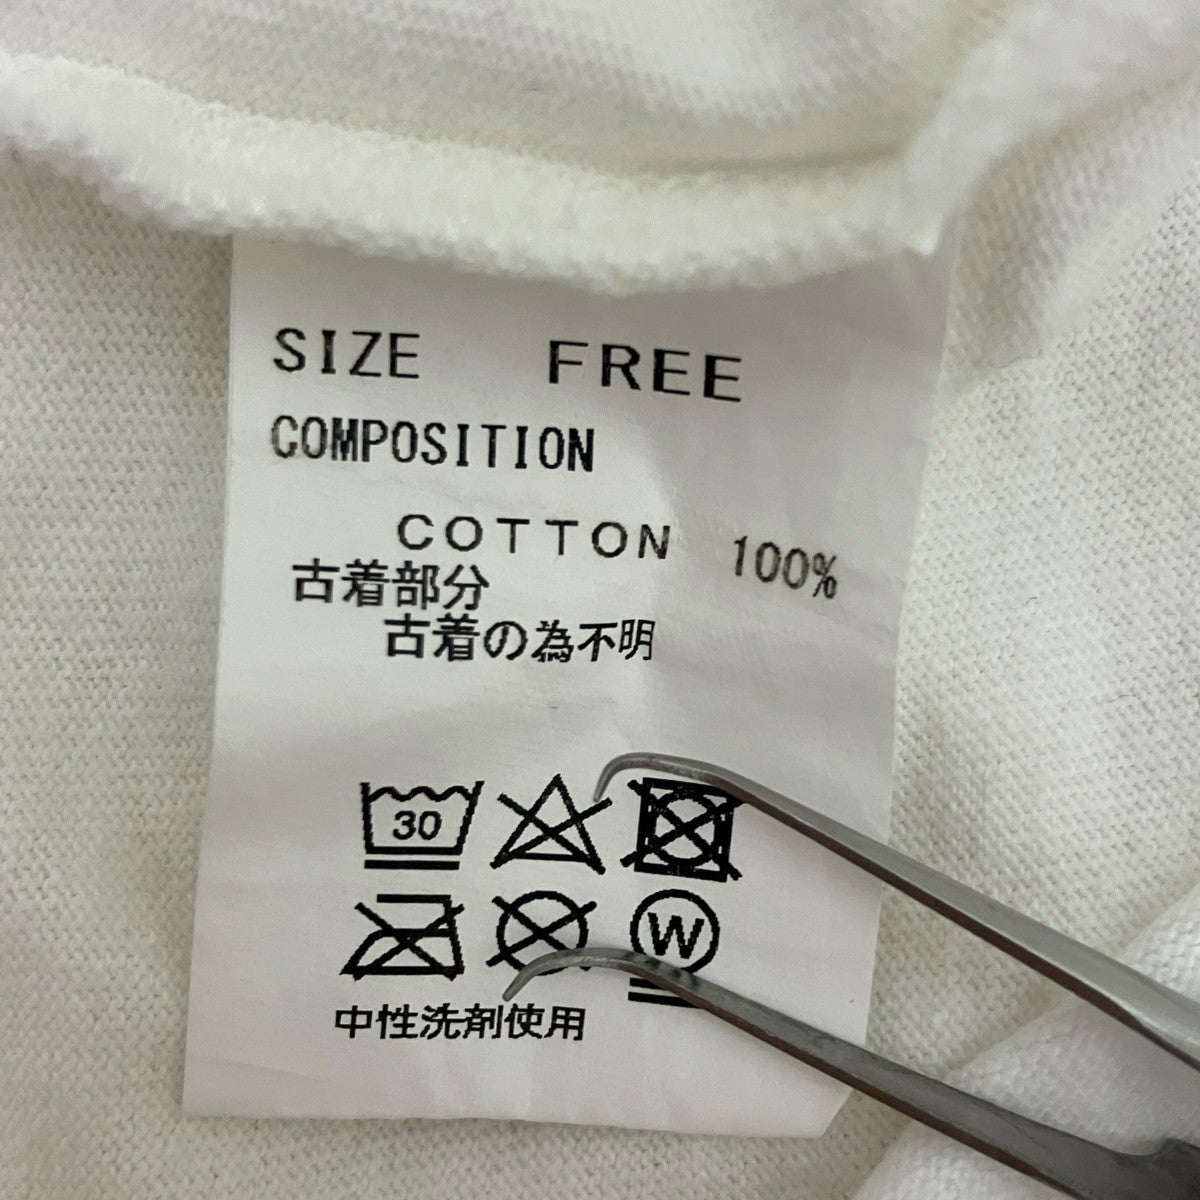 SIZE FREE
COMPOSITION
COTTON 100%
古着部分
古着の為不明
30
W
中性洗剤使用